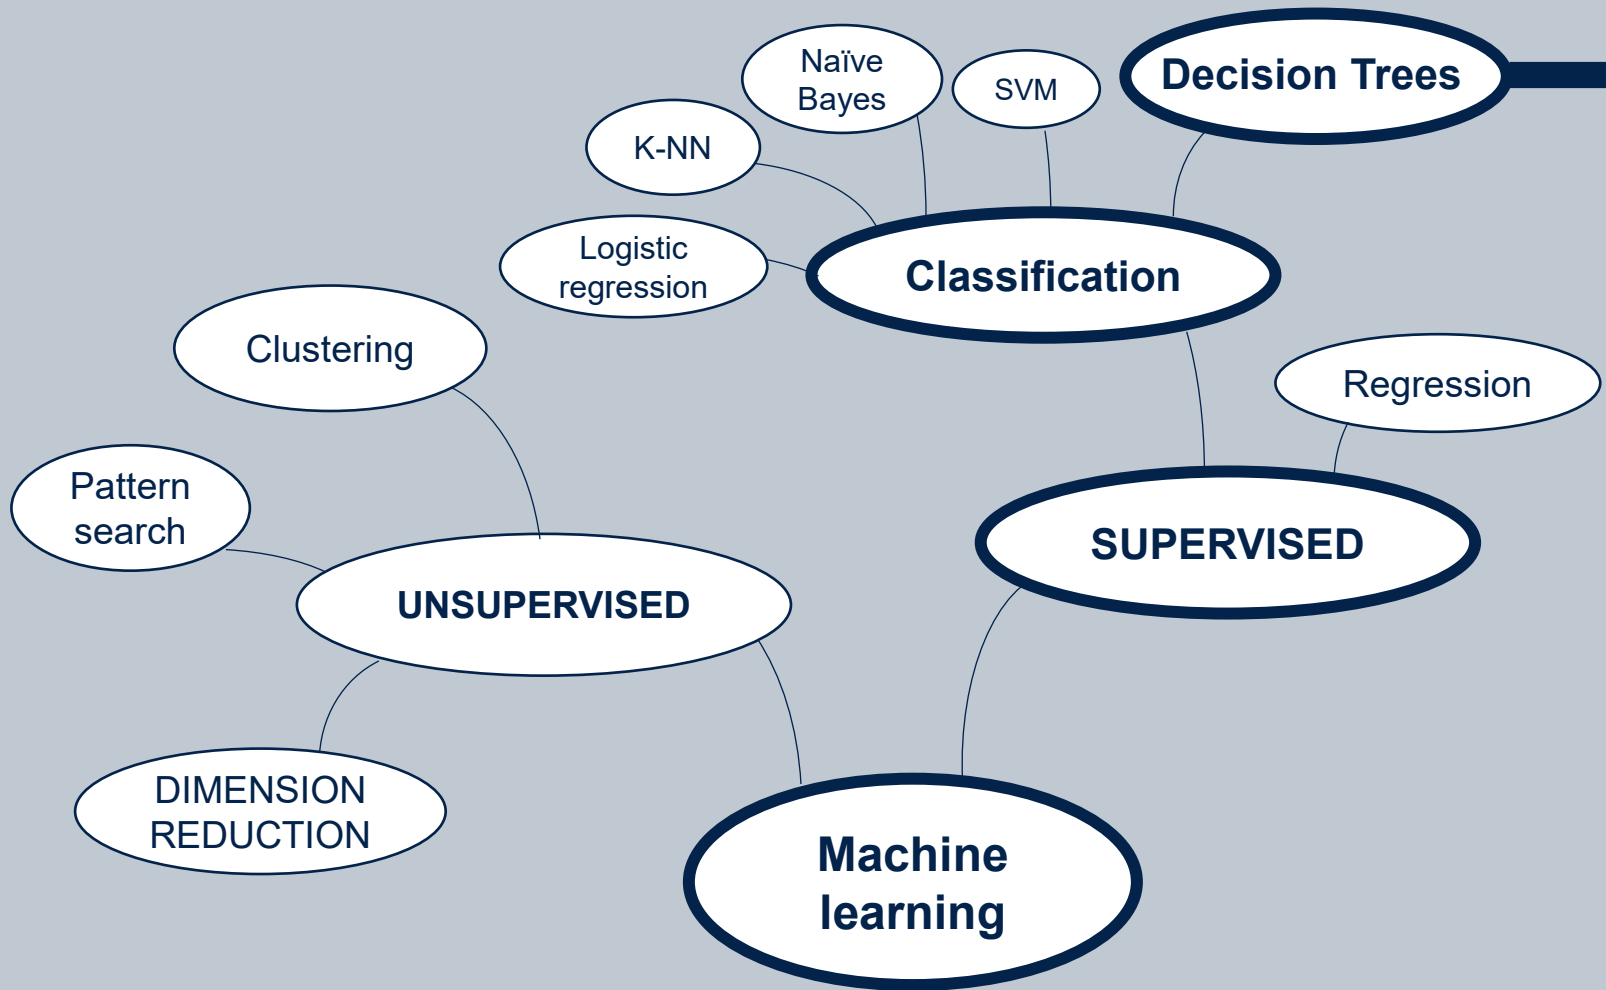 Naïve
Bayes
SVM
Decision Trees
K-NN
Logistic
regression
Classification
Clustering
Regression
Pattern
search
SUPERVISED
UNSUPERVISED
DIMENSION
REDUCTION
Machine
learning